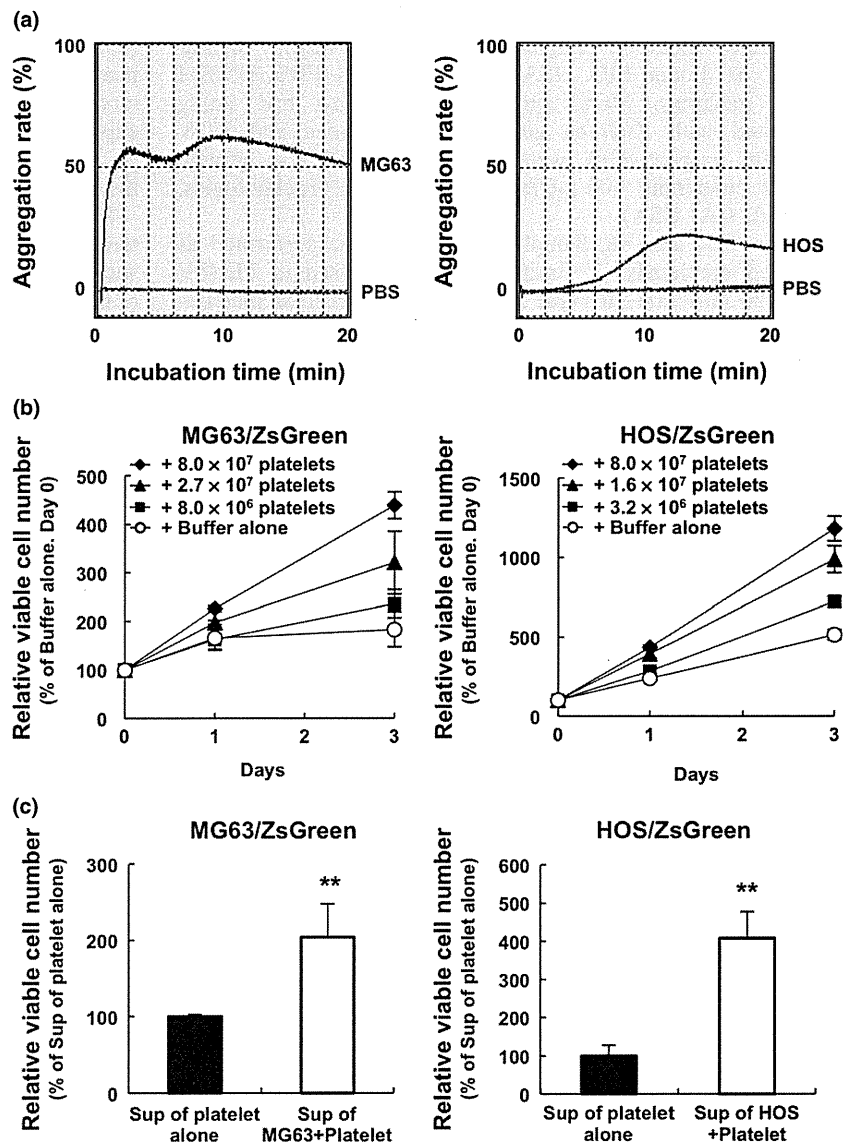 (a)
Aggregation rate (%)
100
50
0
MG63
PBS
0
10
20
Incubation time (min)
Aggregation rate (%)
100
50
0
HOS
PBS
0
10
20
Incubation time (min)
(b)
MG63/ZsGreen
Relative viable cell number
(% of Buffer alone. Day 0)
+ 8.0 × 10⁷ platelets
+ 2.7 × 10⁷ platelets
+ 8.0 × 10⁶ platelets
+ Buffer alone
500
400
300
200
100
0
0
1
2
3
Days
HOS/ZsGreen
Relative viable cell number
(% of Buffer alone. Day 0)
+ 8.0 × 10⁷ platelets
+ 1.6 × 10⁷ platelets
+ 3.2 × 10⁶ platelets
+ Buffer alone
1500
1000
500
0
0
1
2
3
Days
(c)
MG63/ZsGreen
Relative viable cell number
(% of Sup of platelet alone)
300
200
100
0
**
Sup of platelet
alone
Sup of
MG63+Platelet
HOS/ZsGreen
Relative viable cell number
(% of Sup of platelet alone)
600
500
400
300
200
100
0
**
Sup of platelet
alone
Sup of HOS
+Platelet